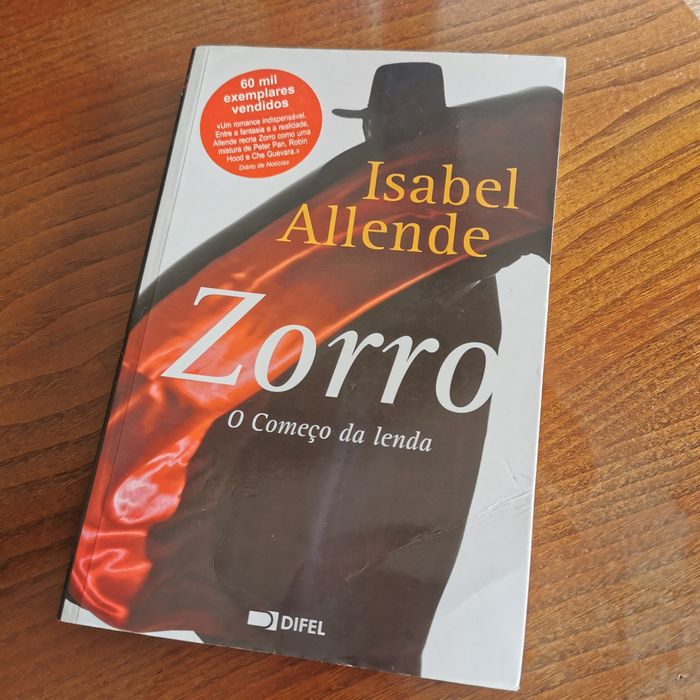 60 mil
exemplares
vendidos
«Um romance indispensável.
Entre a fantasia e a realidade,
Allende recria Zorro como uma
mistura de Peter Pan, Robin
Hood e Che Guevara.»
Diário de Notícias
Isabel
Allende
Zorro
O Começo da lenda
DIFEL